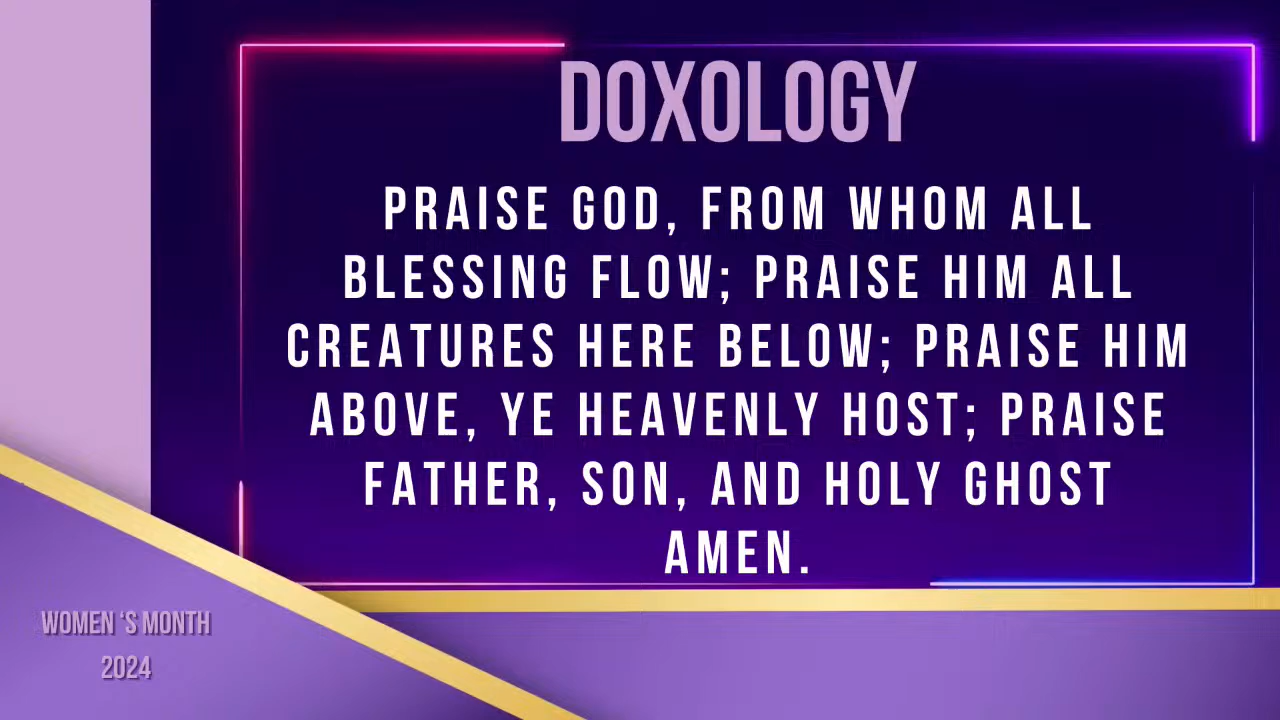 DOXOLOGY
PRAISE GOD, FROM WHOM ALL
BLESSING FLOW; PRAISE HIM ALL
CREATURES HERE BELOW; PRAISE HIM
ABOVE, YE HEAVENLY HOST; PRAISE
FATHER, SON, AND HOLY GHOST
AMEN.
WOMEN ‘S MONTH
2024